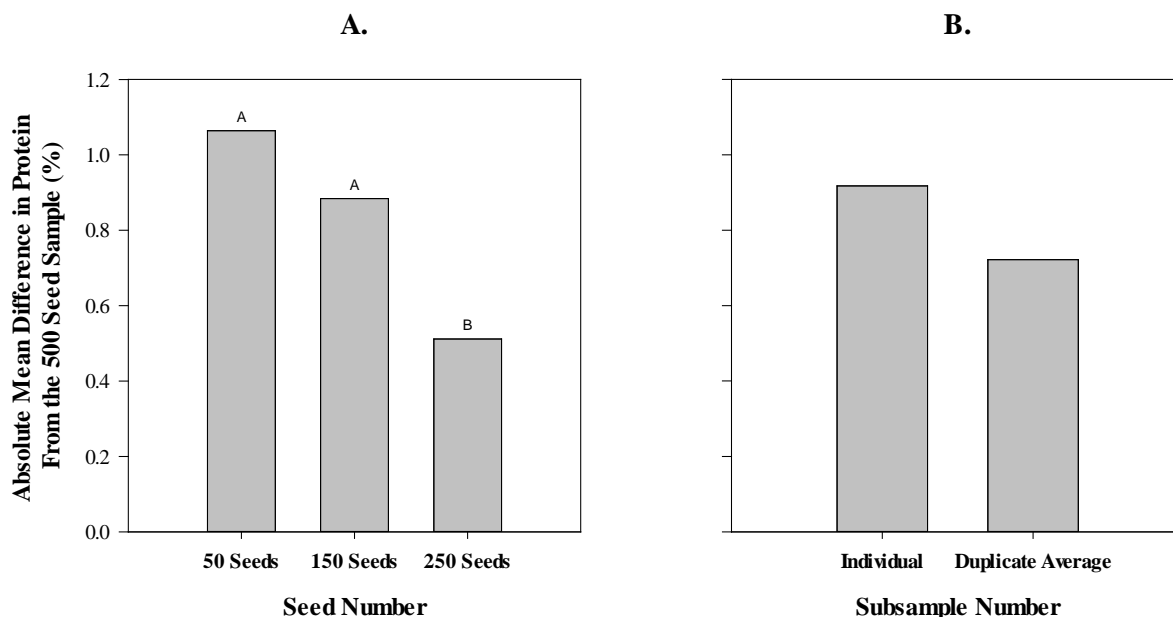 A.
B.
Absolute Mean Difference in Protein
From the 500 Seed Sample (%)
1.2
1.0
0.8
0.6
0.4
0.2
0.0
A
A
B
50 Seeds
150 Seeds
250 Seeds
Seed Number
Individual
Duplicate Average
Subsample Number